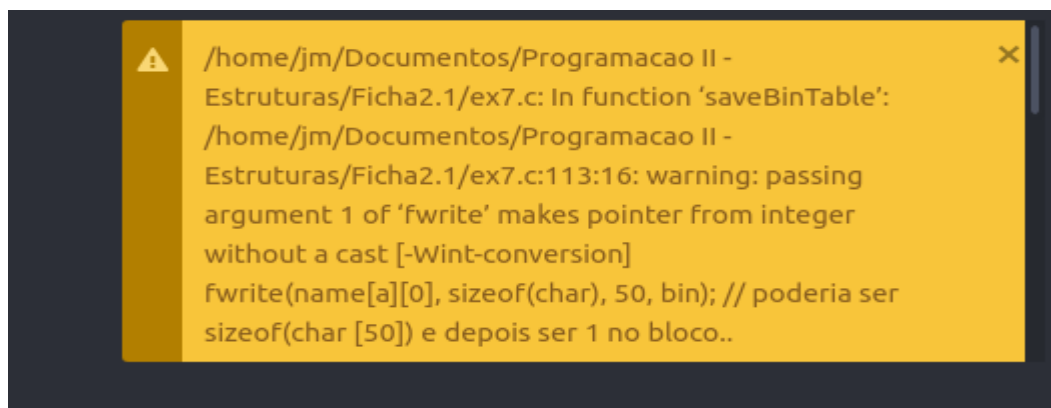 /home/jm/Documentos/Programacao II -
Estruturas/Ficha2.1/ex7.c: In function ‘saveBinTable’:
/home/jm/Documentos/Programacao II -
Estruturas/Ficha2.1/ex7.c:113:16: warning: passing
argument 1 of ‘fwrite’ makes pointer from integer
without a cast [-Wint-conversion]
fwrite(name[a][0], sizeof(char), 50, bin); // poderia ser
sizeof(char [50]) e depois ser 1 no bloco..